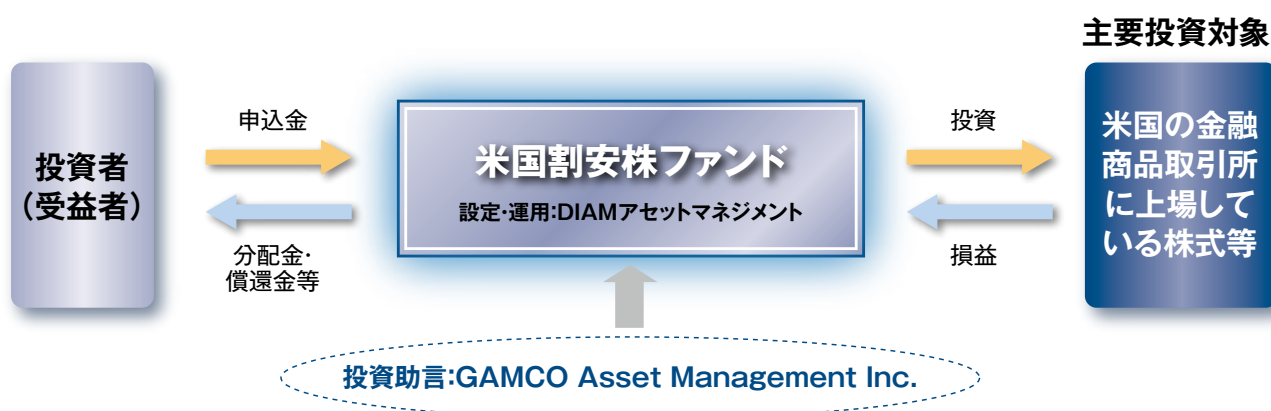 主要投資対象
投資者
（受益者）
申込金
分配金・
償還金等
米国割安株ファンド
設定・運用:DIAMアセットマネジメント
投資
損益
米国の金融
商品取引所
に上場して
いる株式等
投資助言:GAMCO Asset Management Inc.